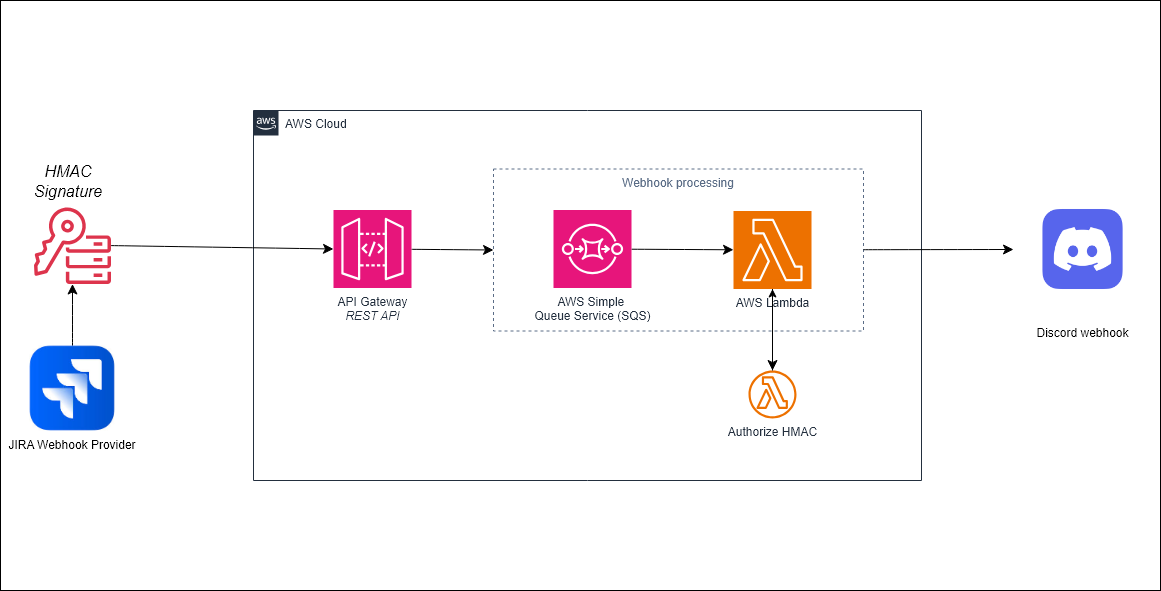 aws
AWS Cloud
HMAC
Signature
Webhook processing
</>
API Gateway
REST API
AWS Simple
Queue Service (SQS)
AWS Lambda
Discord webhook
Authorize HMAC
JIRA Webhook Provider